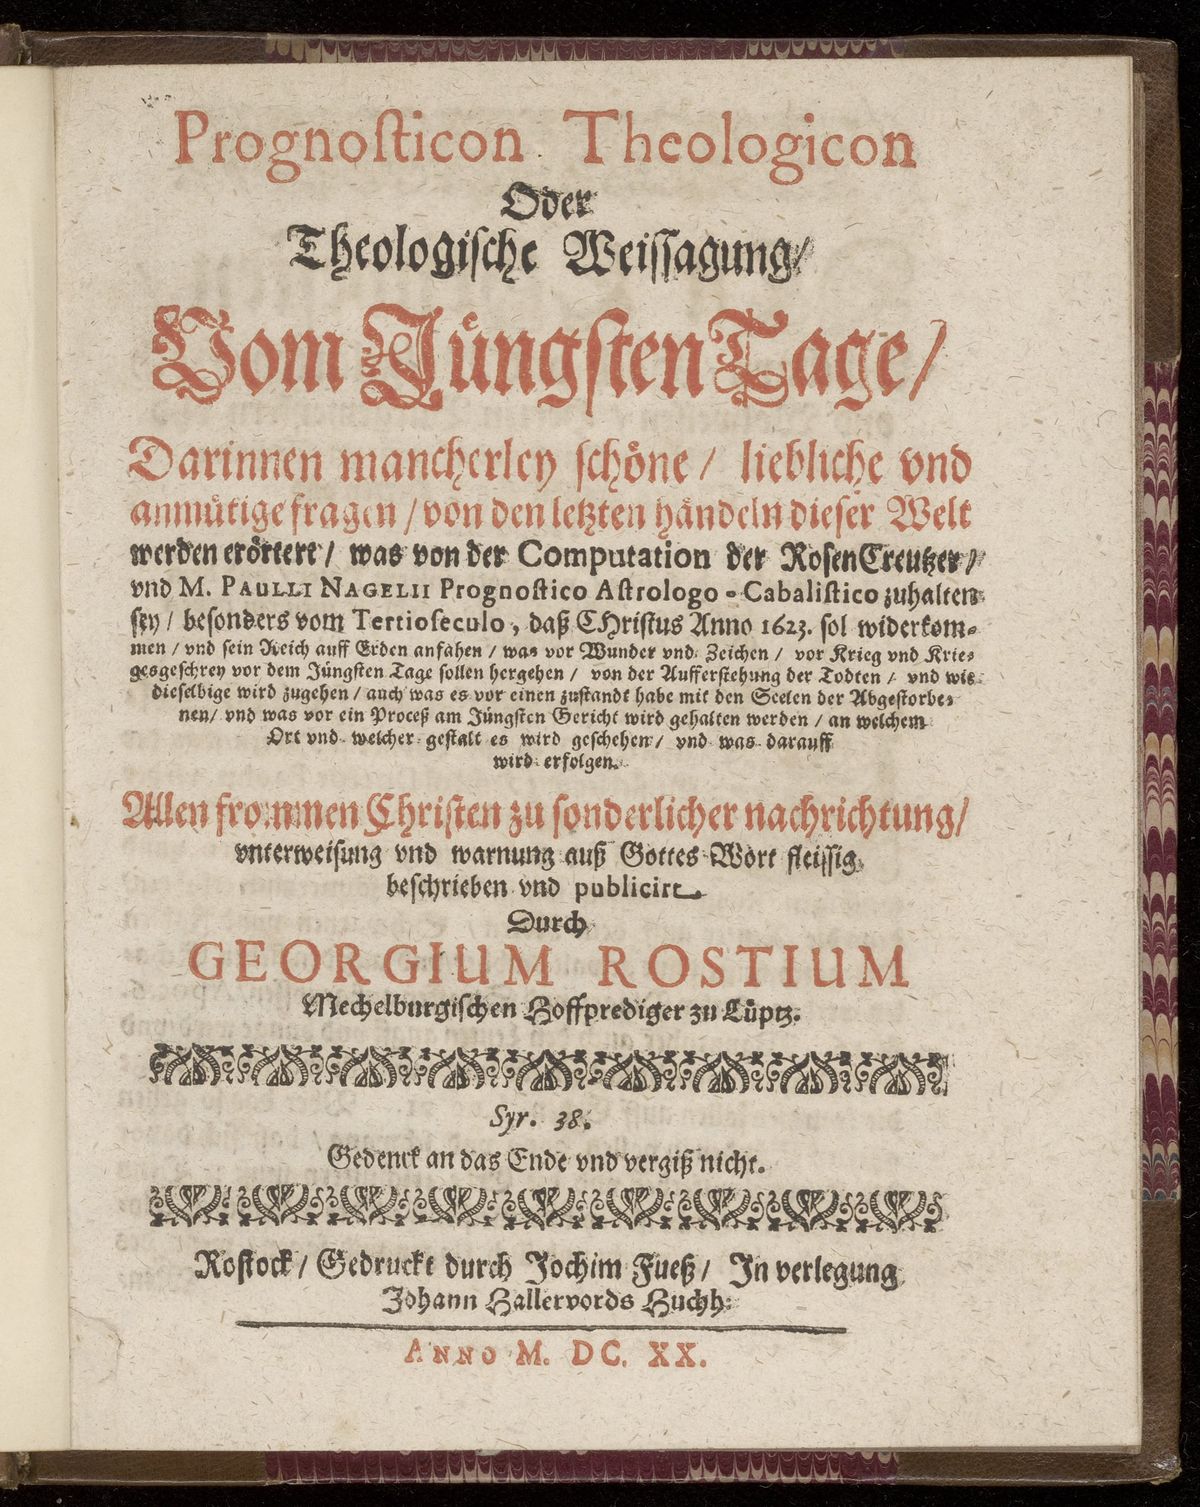 Prognoſticon Theologicon
Oder
Theologiſche Weiſſagung/
Vom Jüngſten Tage/
Darinnen mancherley ſchöne/ liebliche vnd
anmütige fragen/ von den letzten händeln dieſer Welt
werden erörtert/ was von der Computation der RoſenCreutzer/
vnd M. PAULLI NAGELII Prognoſtico Aſtrologo-Cabaliſtico zuhalten
ſey/ beſonders vom Tertioſeculo, daß CHriſtus Anno 1623. ſol widerkom-
men/ vnd ſein Reich auff Erden anfahen/ was vor Wunder vnd Zeichen/ vor Krieg vnd Krie-
gesgeſchrey vor dem Jüngſten Tage ſollen hergehen/ von der Aufferſtehung der Todten/ vnd wie
dieſelbige wird zugehen/ auch was es vor einen zuſtandt habe mit den Seelen der Abgeſtorbe-
nen/ vnd was vor ein Proceß am Jüngſten Gericht wird gehalten werden/ an welchem
Ort vnd welcher geſtalt es wird geſchehen/ vnd was darauff
wird erfolgen.
Allen frommen Chriſten zu ſonderlicher nachrichtung/
vnterweiſung vnd warnung auß Gottes Wort fleiſſig
beſchrieben vnd publicirt
Durch
GEORGIUM ROSTIUM
Mechelburgiſchen Hoffprediger zu Lüptz.
Syr. 38.
Gedenck an das Ende vnd vergiß nicht.
Roſtock/ Gedruckt durch Jochim Fueß/ In verlegung
Johann Hallervords Buchh:
ANNO M. DC. XX.